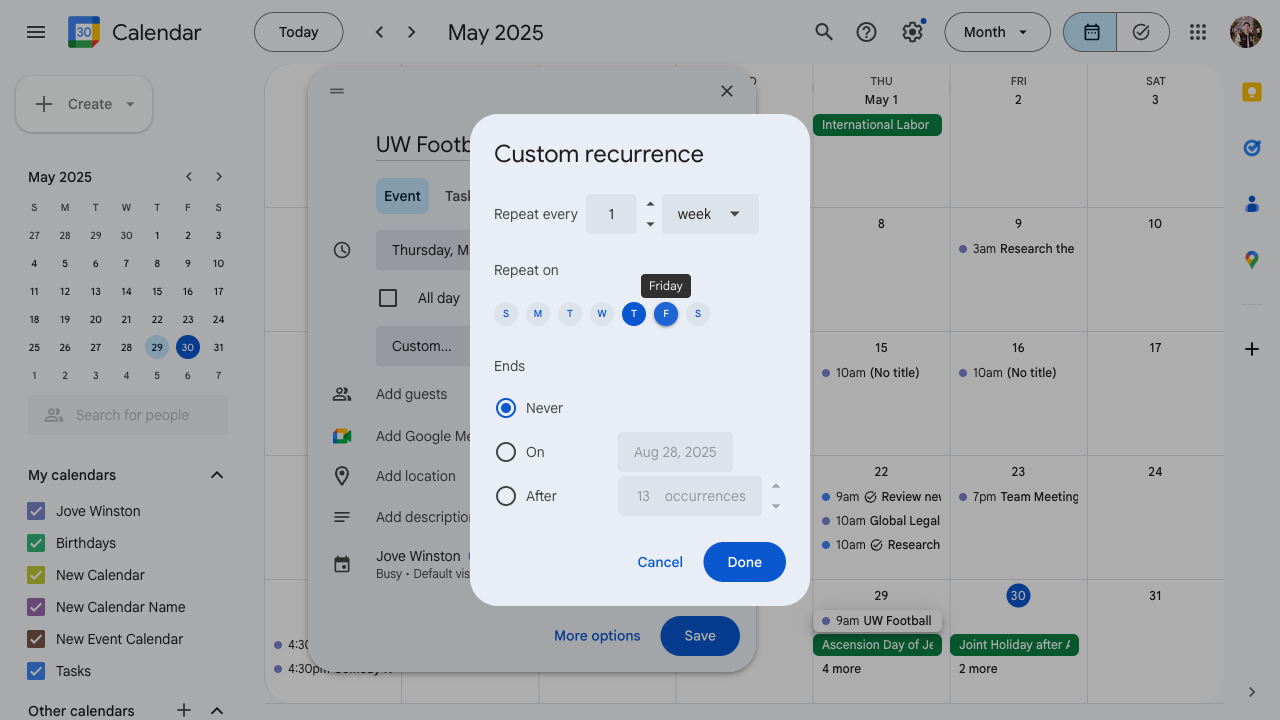 30
Calendar
Today
May 2025
Month
Create
May 2025
S M T W T F S
27 28 29 30 1 2 3
4 5 6 7 8 9 10
11 12 13 14 15 16 17
18 19 20 21 22 23 24
25 26 27 28 29 30 31
1 2 3 4 5 6 7
Search for people
My calendars
Jove Winston
Birthdays
New Calendar
New Calendar Name
New Event Calendar
Tasks
Other calendars
UW Footb
Event
Task
Thursday, M
All day
Custom...
Add guests
Add Google Me
Add location
Add description
Jove Winston
Busy • Default vis
More options
Save
Custom recurrence
Repeat every
1
week
Repeat on
Friday
S M T W T F S
Ends
Never
On
Aug 28, 2025
After
13 occurrences
Cancel
Done
D
THU
FRI
SAT
May 1
2
3
International Labor
8
9
10
3am Research the
15
16
17
10am (No title)
10am (No title)
22
23
24
9am Review new
7pm Team Meeting
10am Global Legal
10am Research
29
30
31
9am UW Football
Ascension Day of Je
Joint Holiday after A
4 more
2 more
4:30
4:30pm